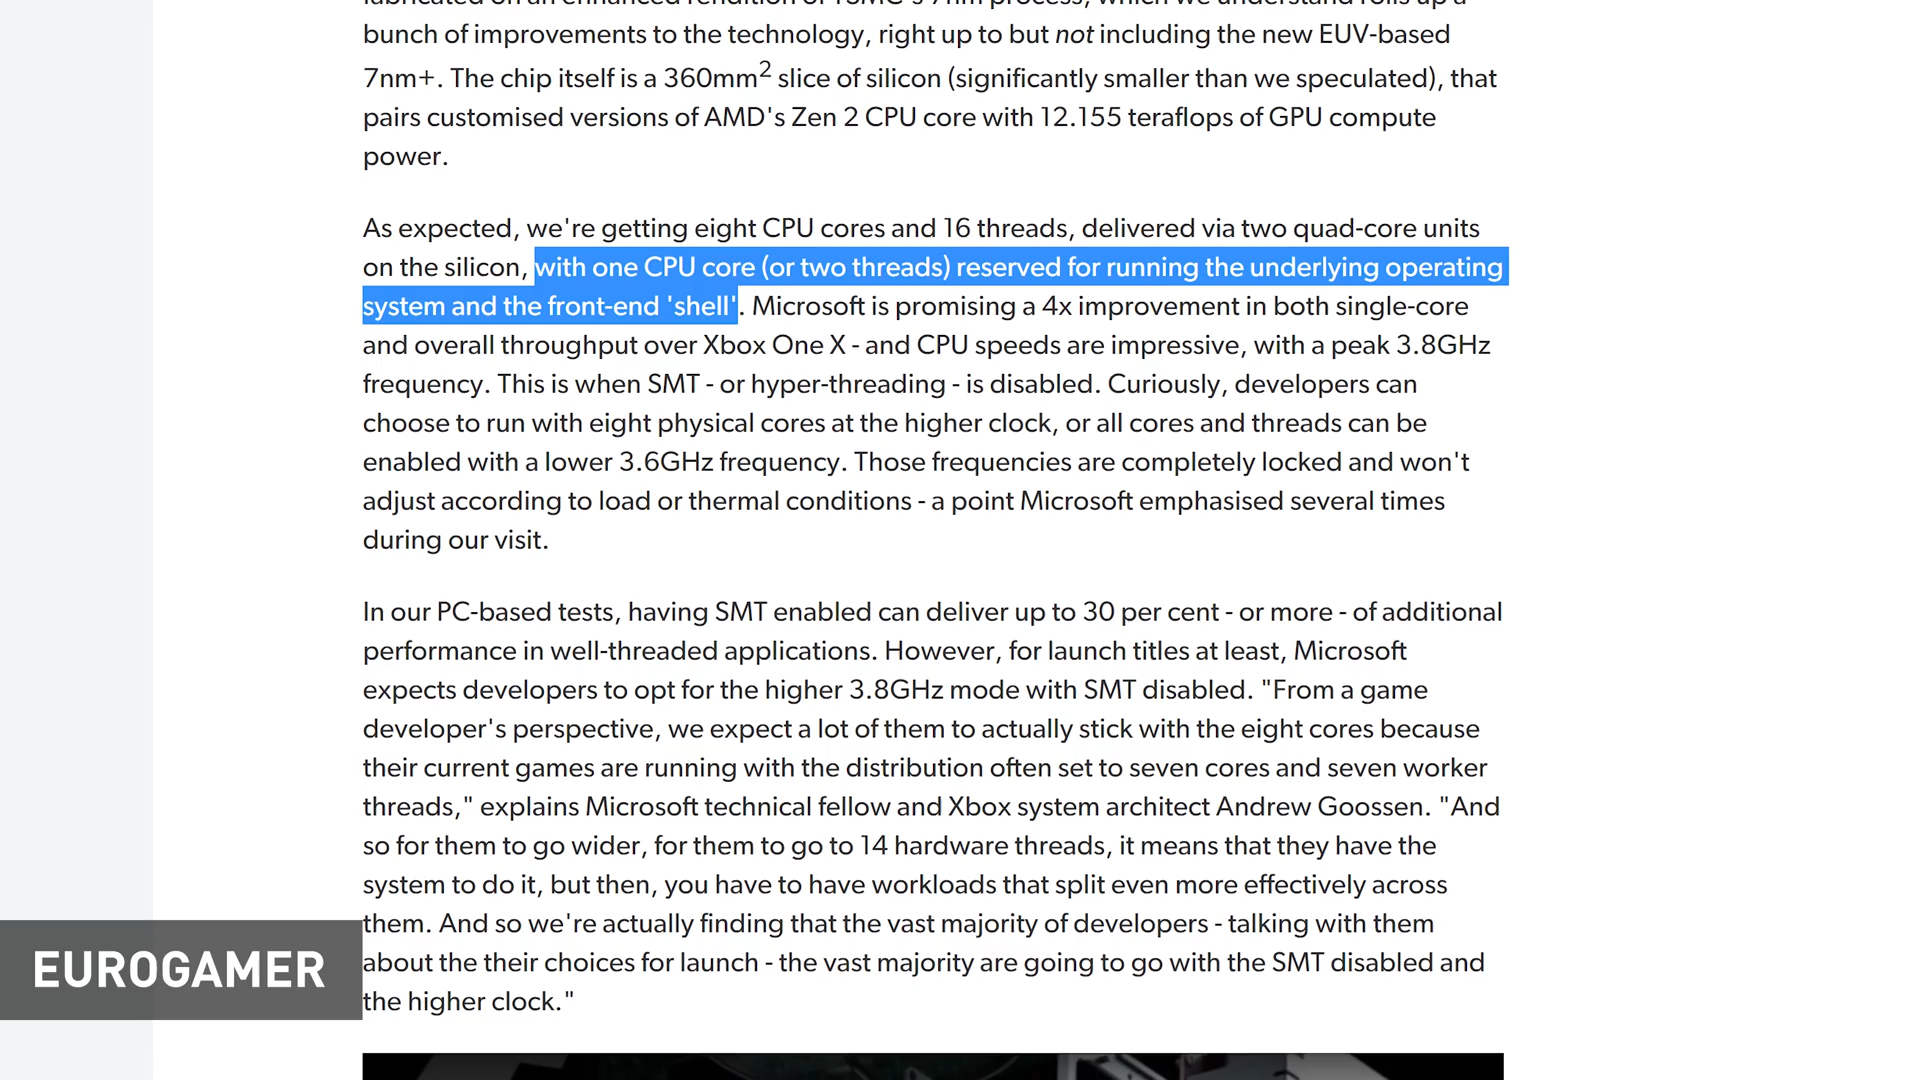 fabricated on an enhanced rendition of TSMC's 7nm process, which we understand rolls up a
bunch of improvements to the technology, right up to but not including the new EUV-based
7nm+. The chip itself is a 360mm2 slice of silicon (significantly smaller than we speculated), that
pairs customised versions of AMD's Zen 2 CPU core with 12.155 teraflops of GPU compute
power.
As expected, we're getting eight CPU cores and 16 threads, delivered via two quad-core units
on the silicon, with one CPU core (or two threads) reserved for running the underlying operating
system and the front-end 'shell'. Microsoft is promising a 4x improvement in both single-core
and overall throughput over Xbox One X - and CPU speeds are impressive, with a peak 3.8GHz
frequency. This is when SMT - or hyper-threading - is disabled. Curiously, developers can
choose to run with eight physical cores at the higher clock, or all cores and threads can be
enabled with a lower 3.6GHz frequency. Those frequencies are completely locked and won't
adjust according to load or thermal conditions - a point Microsoft emphasised several times
during our visit.
In our PC-based tests, having SMT enabled can deliver up to 30 per cent - or more - of additional
performance in well-threaded applications. However, for launch titles at least, Microsoft
expects developers to opt for the higher 3.8GHz mode with SMT disabled. "From a game
developer's perspective, we expect a lot of them to actually stick with the eight cores because
their current games are running with the distribution often set to seven cores and seven worker
threads," explains Microsoft technical fellow and Xbox system architect Andrew Goossen. "And
so for them to go wider, for them to go to 14 hardware threads, it means that they have the
system to do it, but then, you have to have workloads that split even more effectively across
them. And so we're actually finding that the vast majority of developers - talking with them
about the their choices for launch - the vast majority are going to go with the SMT disabled and
the higher clock."
EUROGAMER